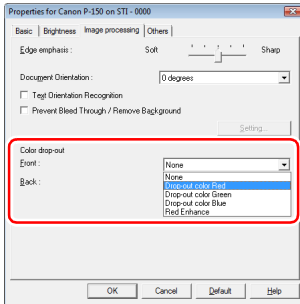 Properties for Canon P-150 on STI - 0000
Basic Brightness Image processing Others
Edge emphasis : Soft Sharp
Document Orientation : 0 degrees
Text Orientation Recognition
Prevent Bleed Through / Remove Background
Setting...
Color drop-out
Front : None
None
Back : Drop-out color Red
Drop-out color Green
Drop-out color Blue
Red Enhance
OK Cancel Default Help